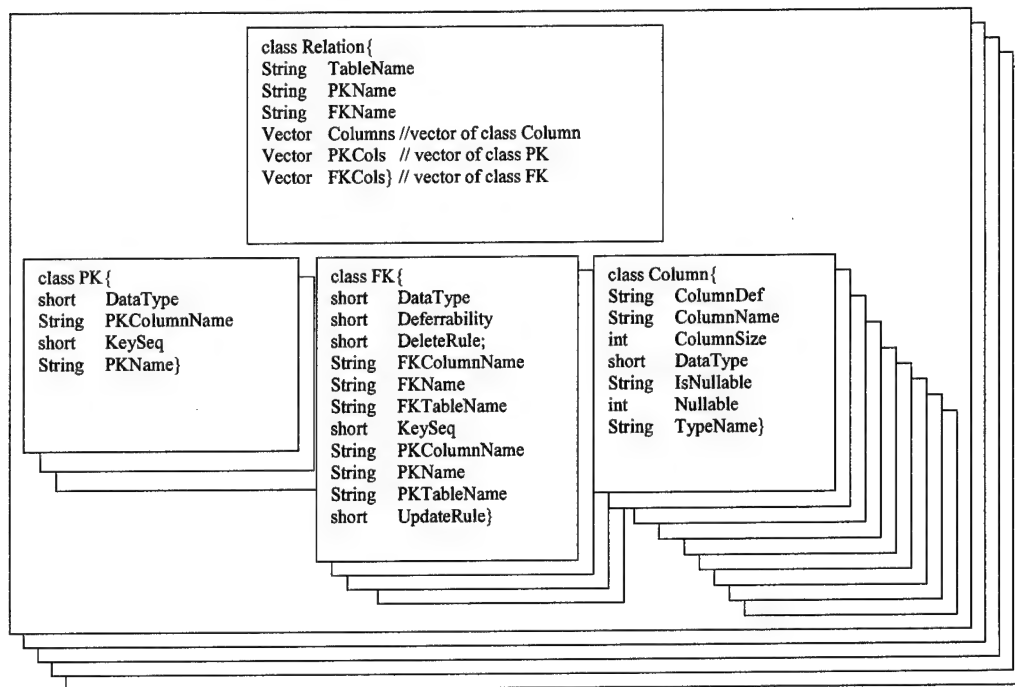 class Relation{
String TableName
String PKName
String FKName
Vector Columns //vector of class Column
Vector PKCols // vector of class PK
Vector FKCols} // vector of class FK
class PK{
short DataType
String PKColumnName
short KeySeq
String PKName}
class FK{
short DataType
short Deferrability
short DeleteRule;
String FKColumnName
String FKName
String FKTableName
short KeySeq
String PKColumnName
String PKName
String PKTableName
short UpdateRule}
class Column{
String ColumnDef
String ColumnName
int ColumnSize
short DataType
String IsNullable
int Nullable
String TypeName}